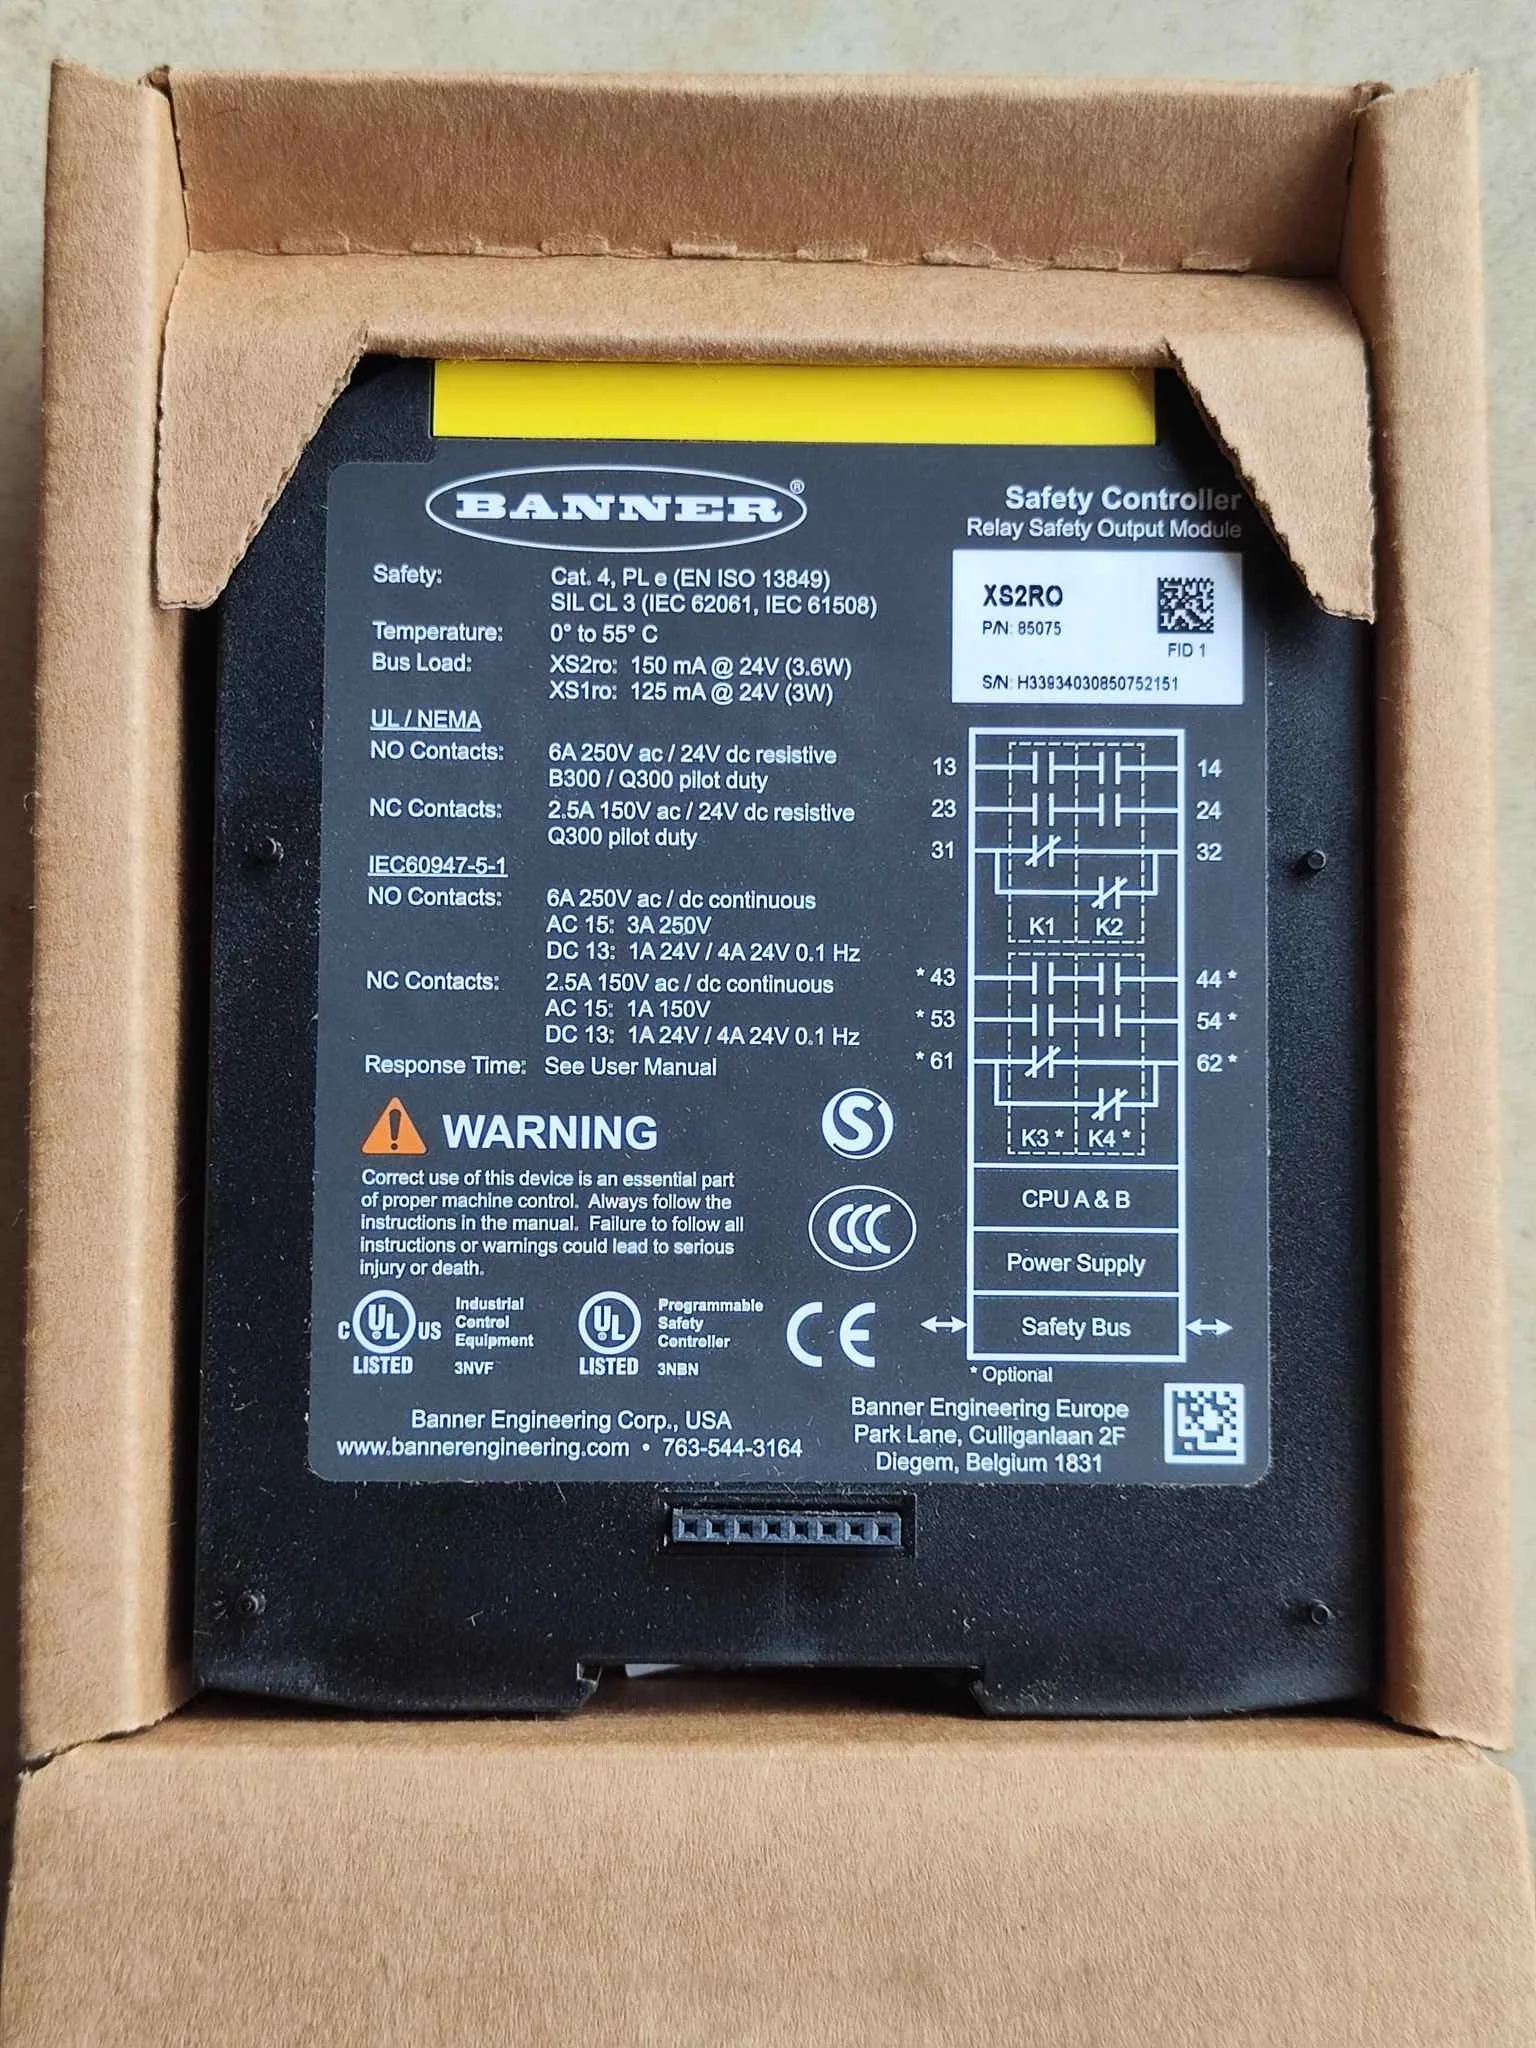 BANNER®
Safety Controller
Relay Safety Output Module
Safety: Cat. 4, PL e (EN ISO 13849)
SIL CL 3 (IEC 62061, IEC 61508)
Temperature: 0° to 55° C
Bus Load: XS2ro: 150 mA @ 24V (3.6W)
XS1ro: 125 mA @ 24V (3W)
UL / NEMA
NO Contacts: 6A 250V ac / 24V dc resistive
B300 / Q300 pilot duty
NC Contacts: 2.5A 150V ac / 24V dc resistive
Q300 pilot duty
IEC60947-5-1
NO Contacts: 6A 250V ac / dc continuous
AC 15: 3A 250V
DC 13: 1A 24V / 4A 24V 0.1 Hz
NC Contacts: 2.5A 150V ac / dc continuous
AC 15: 1A 150V
DC 13: 1A 24V / 4A 24V 0.1 Hz
Response Time: See User Manual
XS2RO
P/N: 85075
FID 1
S/N: H33934030850752151
13 14
23 24
31 32
K1 K2
* 43 44 *
* 53 54 *
* 61 62 *
K3 * K4 *
CPU A & B
Power Supply
Safety Bus
* Optional
WARNING
Correct use of this device is an essential part
of proper machine control. Always follow the
instructions in the manual. Failure to follow all
instructions or warnings could lead to serious
injury or death.
S
CCC
C UL US
LISTED
Industrial
Control
Equipment
3NVF
UL
LISTED
Programmable
Safety
Controller
3NBN
CE
Banner Engineering Corp., USA
www.bannerengineering.com • 763-544-3164
Banner Engineering Europe
Park Lane, Culliganlaan 2F
Diegem, Belgium 1831